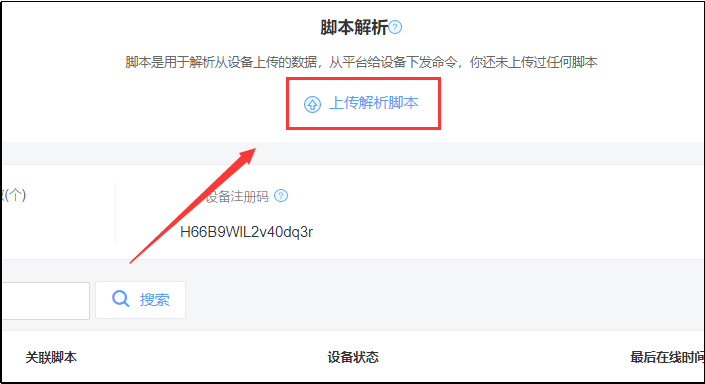 脚本解析
脚本是用于解析从设备上传的数据，从平台给设备下发命令，你还未上传过任何脚本
上传解析脚本
(个)
设备注册码
H66B9WIL2v40dq3r
搜索
关联脚本
设备状态
最后在线时间